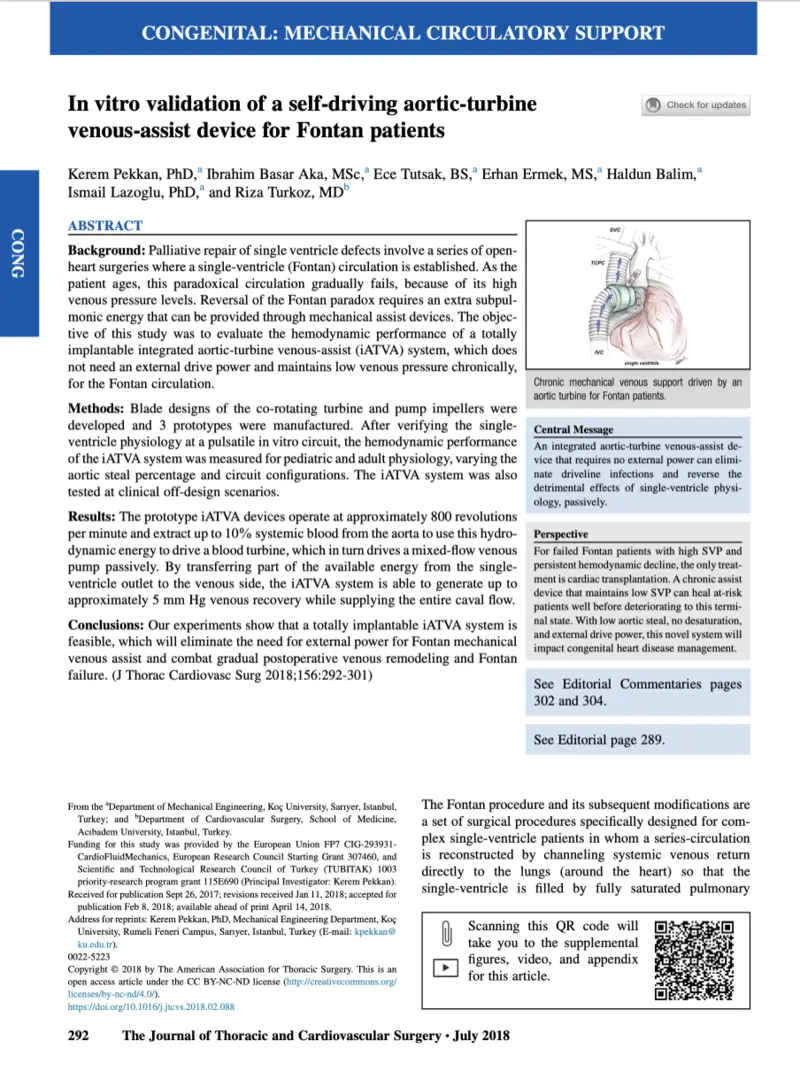 CONGENITAL: MECHANICAL CIRCULATORY SUPPORT
In vitro validation of a self-driving aortic-turbine
venous-assist device for Fontan patients
Check for updates
Kerem Pekkan, PhD,a Ibrahim Basar Aka, MSc,a Ece Tutsak, BS,a Erhan Ermek, MS,a Haldun Balim,a
Ismail Lazoglu, PhD,a and Riza Turkoz, MDb
CONG
ABSTRACT
Background: Palliative repair of single ventricle defects involve a series of open-
heart surgeries where a single-ventricle (Fontan) circulation is established. As the
patient ages, this paradoxical circulation gradually fails, because of its high
venous pressure levels. Reversal of the Fontan paradox requires an extra subpul-
monic energy that can be provided through mechanical assist devices. The objec-
tive of this study was to evaluate the hemodynamic performance of a totally
implantable integrated aortic-turbine venous-assist (iATVA) system, which does
not need an external drive power and maintains low venous pressure chronically,
for the Fontan circulation.
Methods: Blade designs of the co-rotating turbine and pump impellers were
developed and 3 prototypes were manufactured. After verifying the single-
ventricle physiology at a pulsatile in vitro circuit, the hemodynamic performance
of the iATVA system was measured for pediatric and adult physiology, varying the
aortic steal percentage and circuit configurations. The iATVA system was also
tested at clinical off-design scenarios.
Results: The prototype iATVA devices operate at approximately 800 revolutions
per minute and extract up to 10% systemic blood from the aorta to use this hydro-
dynamic energy to drive a blood turbine, which in turn drives a mixed-flow venous
pump passively. By transferring part of the available energy from the single-
ventricle outlet to the venous side, the iATVA system is able to generate up to
approximately 5 mm Hg venous recovery while supplying the entire caval flow.
Conclusions: Our experiments show that a totally implantable iATVA system is
feasible, which will eliminate the need for external power for Fontan mechanical
venous assist and combat gradual postoperative venous remodeling and Fontan
failure. (J Thorac Cardiovasc Surg 2018;156:292-301)
SVC
TCPC
IVC
single ventricle
Chronic mechanical venous support driven by an
aortic turbine for Fontan patients.
Central Message
An integrated aortic-turbine venous-assist de-
vice that requires no external power can elimi-
nate driveline infections and reverse the
detrimental effects of single-ventricle physi-
ology, passively.
Perspective
For failed Fontan patients with high SVP and
persistent hemodynamic decline, the only treat-
ment is cardiac transplantation. A chronic assist
device that maintains low SVP can heal at-risk
patients well before deteriorating to this termi-
nal state. With low aortic steal, no desaturation,
and external drive power, this novel system will
impact congenital heart disease management.
See Editorial Commentaries pages
302 and 304.
See Editorial page 289.
From the aDepartment of Mechanical Engineering, Koç University, Sarıyer, Istanbul,
Turkey; and bDepartment of Cardiovascular Surgery, School of Medicine,
Acıbadem University, Istanbul, Turkey.
Funding for this study was provided by the European Union FP7 CIG-293931-
CardioFluidMechanics, European Research Council Starting Grant 307460, and
Scientific and Technological Research Council of Turkey (TUBITAK) 1003
priority-research program grant 115E690 (Principal Investigator: Kerem Pekkan).
Received for publication Sept 26, 2017; revisions received Jan 11, 2018; accepted for
publication Feb 8, 2018; available ahead of print April 14, 2018.
Address for reprints: Kerem Pekkan, PhD, Mechanical Engineering Department, Koç
University, Rumeli Feneri Campus, Sarıyer, Istanbul, Turkey (E-mail: kpekkan@
ku.edu.tr).
0022-5223
Copyright © 2018 by The American Association for Thoracic Surgery. This is an
open access article under the CC BY-NC-ND license (http://creativecommons.org/
licenses/by-nc-nd/4.0/).
https://doi.org/10.1016/j.jtcvs.2018.02.088
The Fontan procedure and its subsequent modifications are
a set of surgical procedures specifically designed for com-
plex single-ventricle patients in whom a series-circulation
is reconstructed by channeling systemic venous return
directly to the lungs (around the heart) so that the
single-ventricle is filled by fully saturated pulmonary
Scanning this QR code will
take you to the supplemental
figures, video, and appendix
for this article.
292 The Journal of Thoracic and Cardiovascular Surgery • July 2018